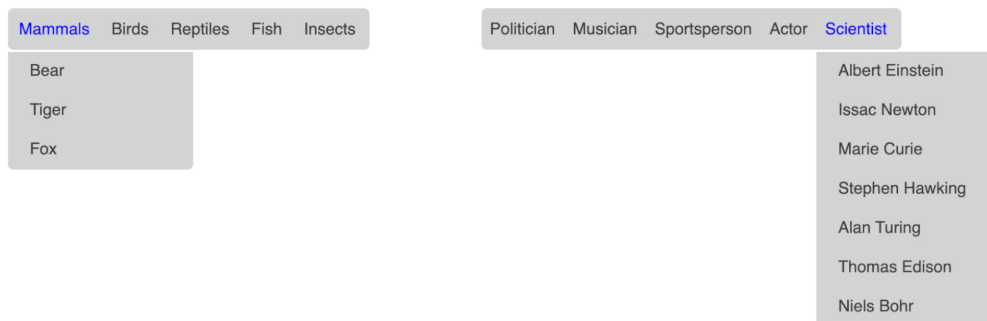 Mammals Birds Reptiles Fish Insects
Bear
Tiger
Fox
Politician Musician Sportsperson Actor Scientist
Albert Einstein
Issac Newton
Marie Curie
Stephen Hawking
Alan Turing
Thomas Edison
Niels Bohr